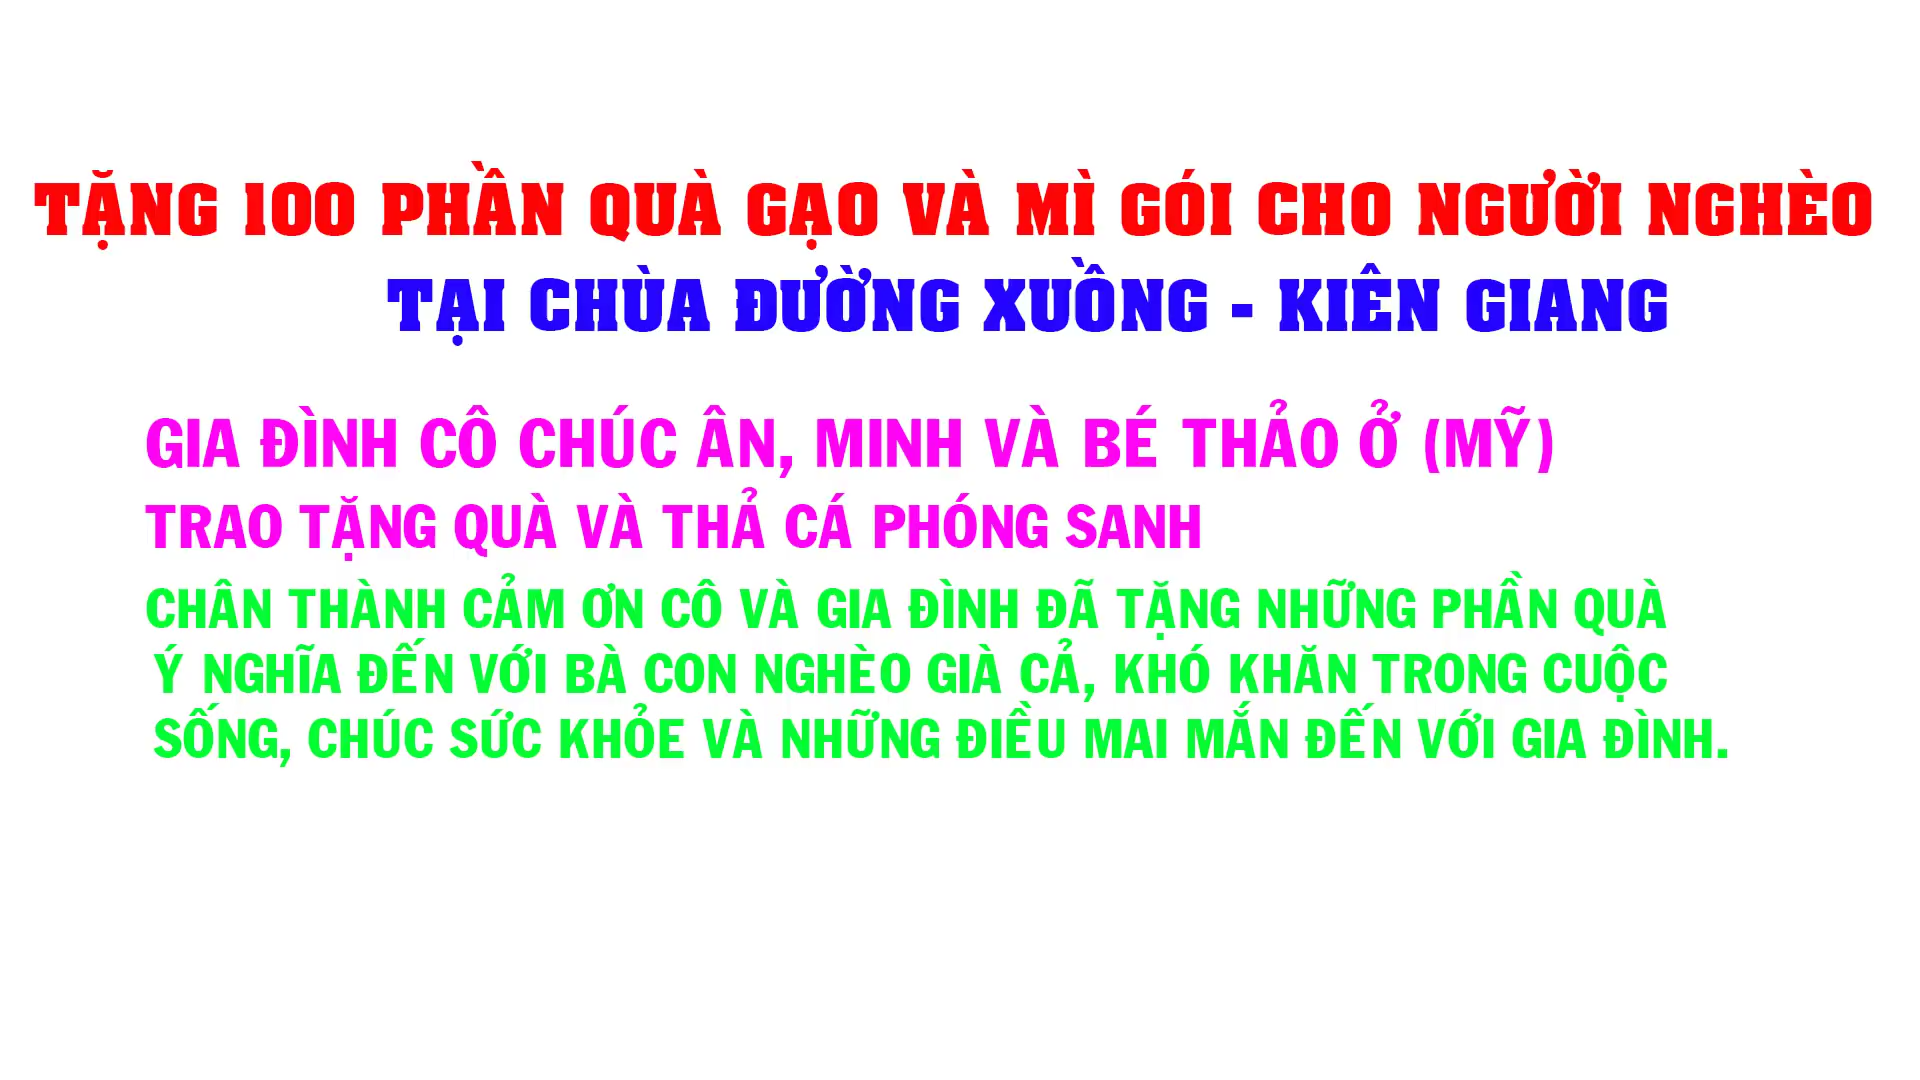 TẶNG 100 PHẦN QUÀ GẠO VÀ MÌ GÓI CHO NGƯỜI NGHÈO
TẠI CHÙA ĐƯỜNG XUỒNG - KIÊN GIANG
GIA ĐÌNH CÔ CHÚC ÂN, MINH VÀ BÉ THẢO Ở (MỸ)
TRAO TẶNG QUÀ VÀ THẢ CÁ PHÓNG SANH
CHÂN THÀNH CẢM ƠN CÔ VÀ GIA ĐÌNH ĐÃ TẶNG NHỮNG PHẦN QUÀ
Ý NGHĨA ĐẾN VỚI BÀ CON NGHÈO GIÀ CẢ, KHÓ KHĂN TRONG CUỘC
SỐNG, CHÚC SỨC KHỎE VÀ NHỮNG ĐIỀU MAI MẮN ĐẾN VỚI GIA ĐÌNH.